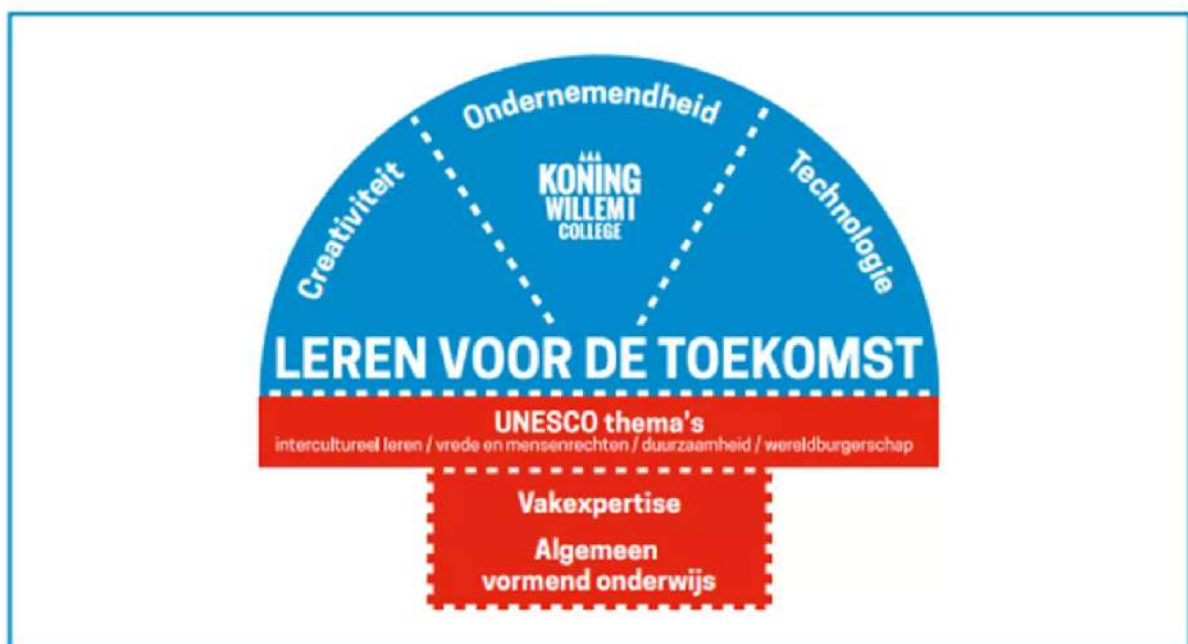 Creativiteit
Ondernemendheid
Technologie
KONING
WILLEM I
COLLEGE
LEREN VOOR DE TOEKOMST
UNESCO thema's
intercultureel leren / vrede en mensenrechten / duurzaamheid / wereldburgerschap
Vakexpertise
Algemeen
vormend onderwijs